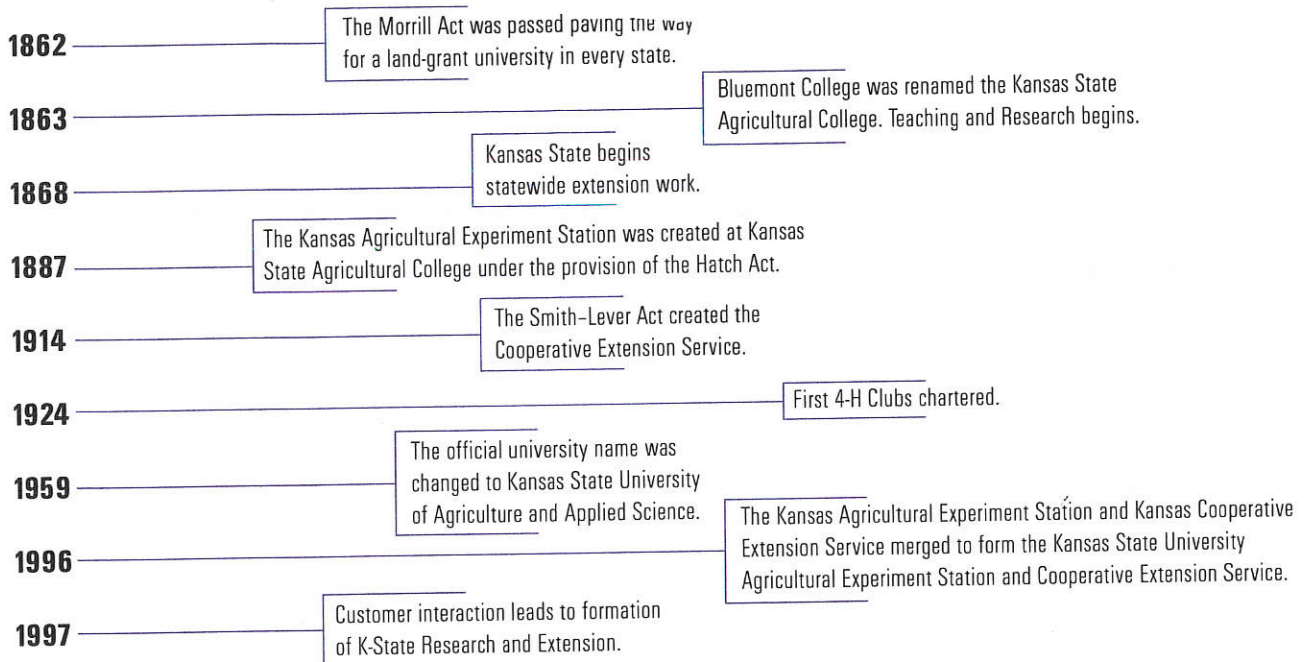 1862
The Morrill Act was passed paving the way
for a land-grant university in every state.
1863
Bluemont College was renamed the Kansas State
Agricultural College. Teaching and Research begins.
1868
Kansas State begins
statewide extension work.
1887
The Kansas Agricultural Experiment Station was created at Kansas
State Agricultural College under the provision of the Hatch Act.
1914
The Smith–Lever Act created the
Cooperative Extension Service.
1924
First 4-H Clubs chartered.
1959
The official university name was
changed to Kansas State University
of Agriculture and Applied Science.
1996
The Kansas Agricultural Experiment Station and Kansas Cooperative
Extension Service merged to form the Kansas State University
Agricultural Experiment Station and Cooperative Extension Service.
1997
Customer interaction leads to formation
of K-State Research and Extension.